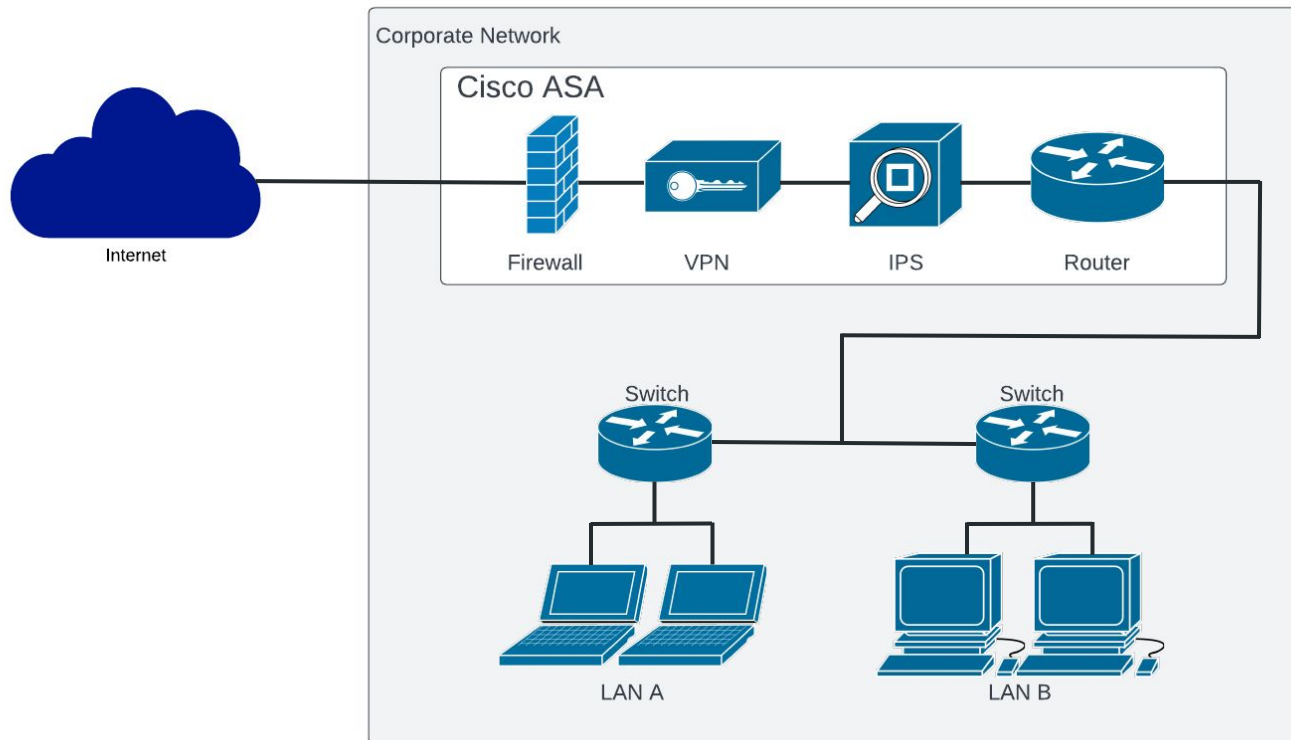 Corporate Network
Cisco ASA
Internet
Firewall
VPN
IPS
Router
Switch
Switch
LAN A
LAN B